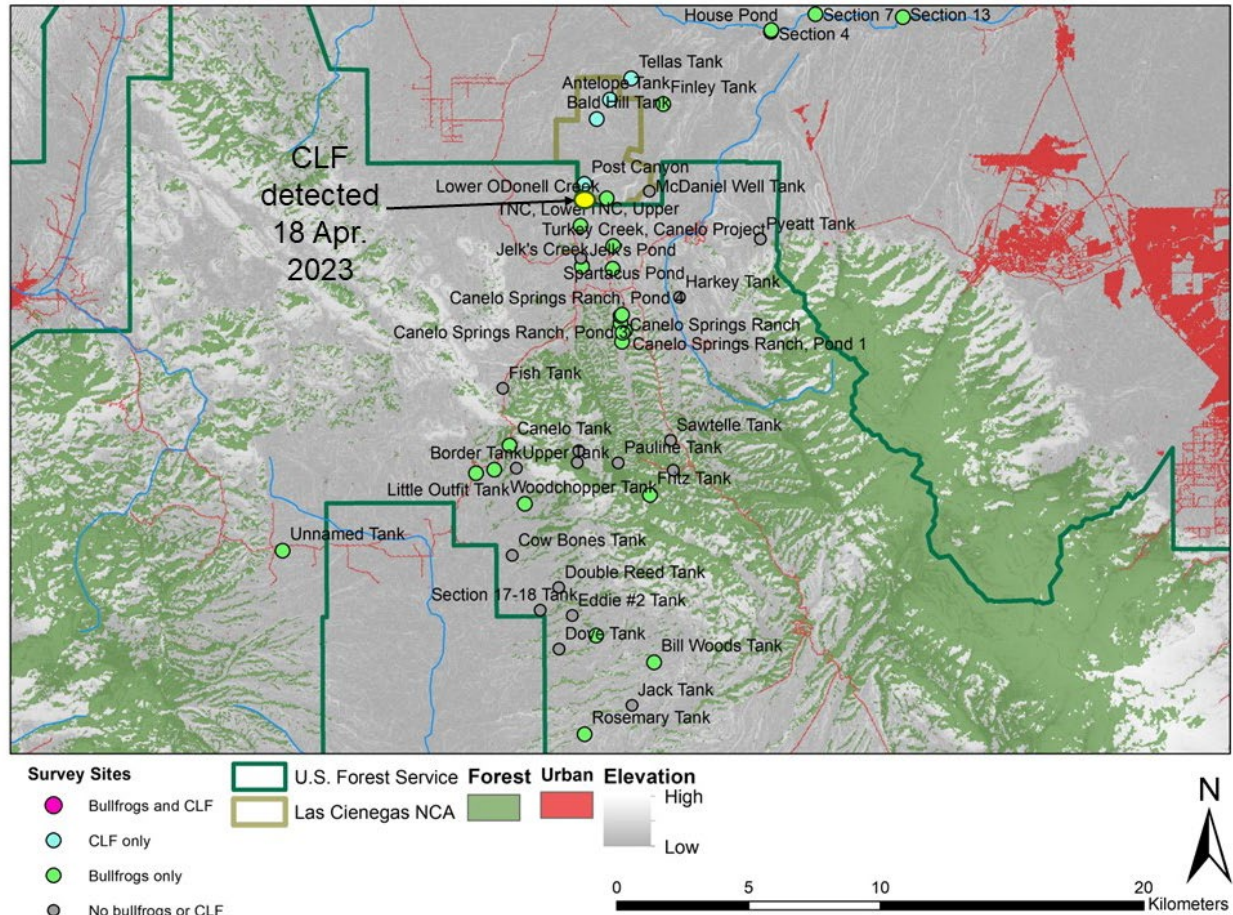 House Pond
Section 7
Section 13
Section 4
Tellas Tank
Antelope Tank
Finley Tank
Bald Hill Tank
CLF
detected
18 Apr.
2023
Post Canyon
Lower ODonell Creek
McDaniel Well Tank
TNC, Lower
TNC, Upper
Turkey Creek, Canelo Project
Pyeatt Tank
Jelk's Creek
Jelk's Pond
Spartacus Pond
Harkey Tank
Canelo Springs Ranch, Pond 4
Canelo Springs Ranch
Canelo Springs Ranch, Pond 3
Canelo Springs Ranch, Pond 1
Fish Tank
Canelo Tank
Sawtelle Tank
Border Tank
Upper Tank
Pauline Tank
Little Outfit Tank
Woodchopper Tank
Fritz Tank
Unnamed Tank
Cow Bones Tank
Double Reed Tank
Section 17-18 Tank
Eddie #2 Tank
Dove Tank
Bill Woods Tank
Jack Tank
Rosemary Tank
Survey Sites
Bullfrogs and CLF
CLF only
Bullfrogs only
No bullfrogs or CLF
U.S. Forest Service
Las Cienegas NCA
Forest
Urban
Elevation
High
Low
N
0 5 10 20
Kilometers